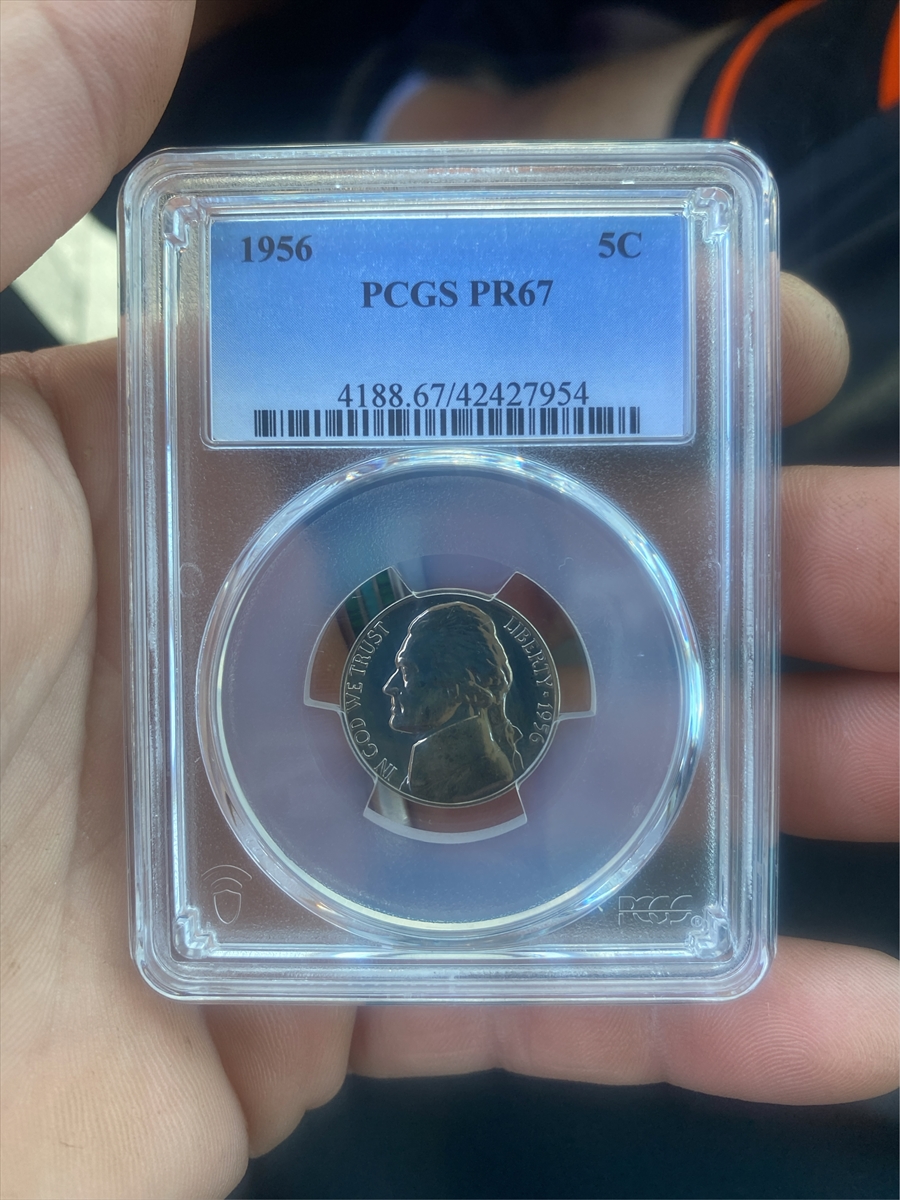 1956 5C
PCGS PR67
4188.67/42427954
IN GOD WE TRUST
LIBERTY · 1956
PCGS®